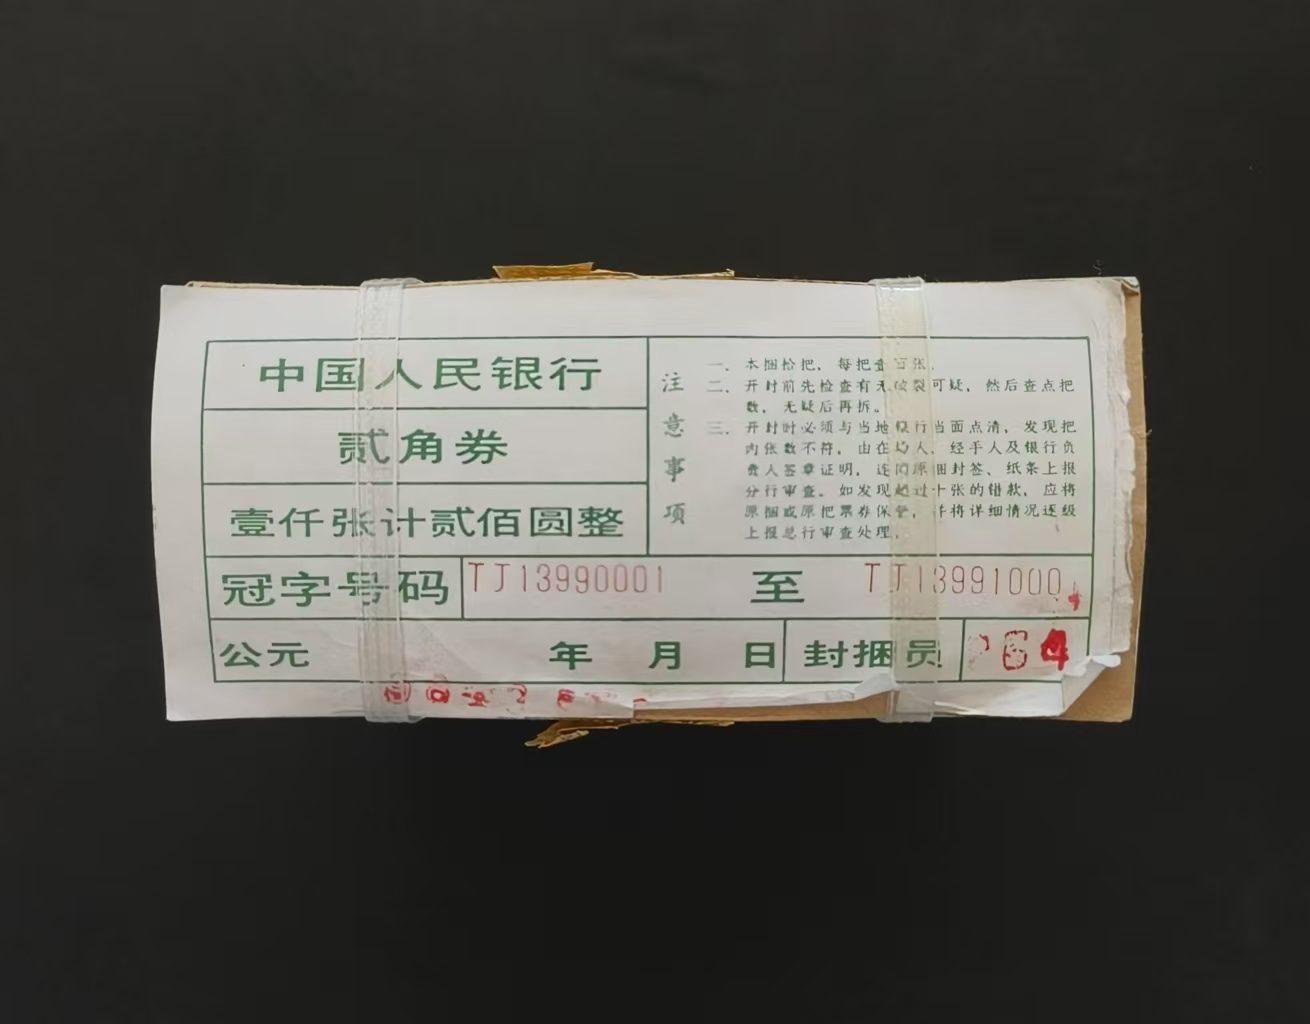 中国人民银行
贰角券
壹仟张计贰佰圆整
注意事项
一. 本捆拾把, 每把壹百张.
二. 开封前先检查有无破裂可疑, 然后查点把
数, 无疑后再拆。
三. 开封时必须与当地银行当面点清, 发现把
内张数不符, 由在场人, 经手人及银行负
责人签章证明, 连同原捆封签、纸条上报
分行审查。如发现超过十张的错款, 应将
原捆或原把票券保管, 并将详细情况逐级
上报总行审查处理.
冠字号码 TJ13990001 至 TJ13991000
公元 年 月 日 封捆员